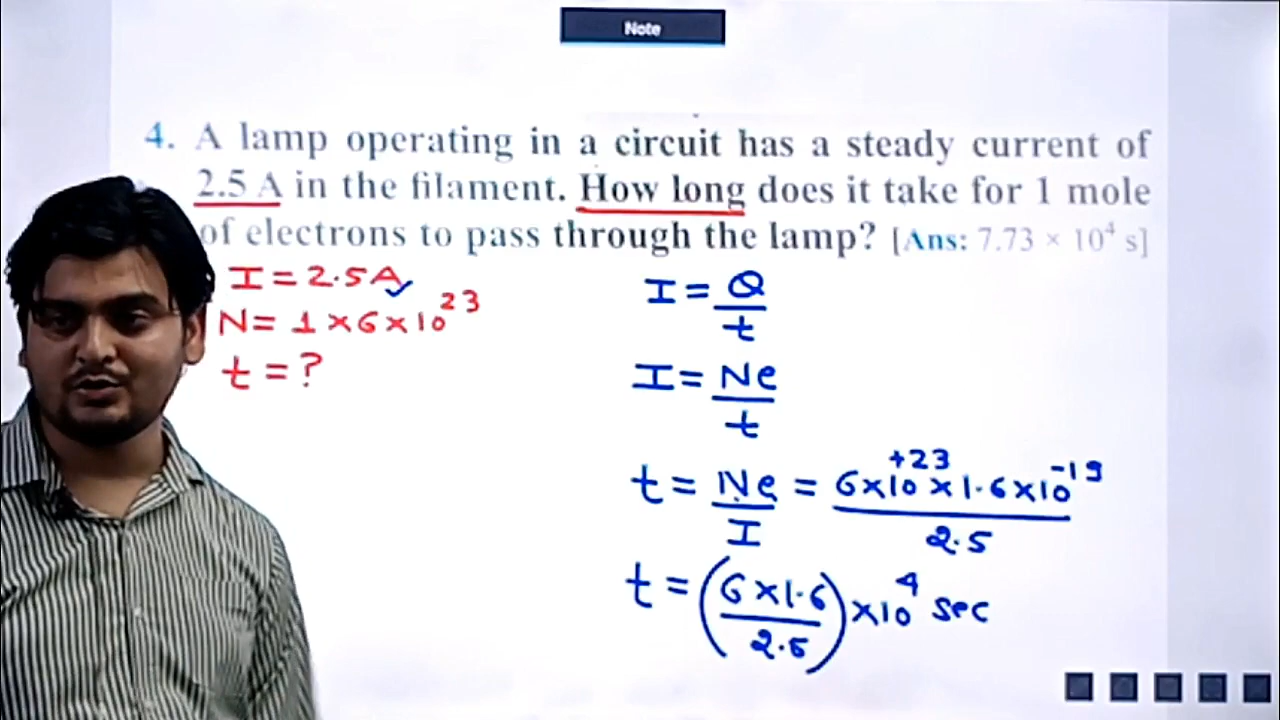 Note
4. A lamp operating in a circuit has a steady current of
2.5 A in the filament. How long does it take for 1 mole
of electrons to pass through the lamp? [Ans: 7.73 × 10⁴ s]
I = 2.5A
N = 1 × 6 × 10²³
t = ?
I = Q/t
I = Ne/t
t = Ne/I = 6×10⁺²³ × 1.6×10⁻¹⁹/2.5
t = (6×1.6/2.5) ×10⁴ sec